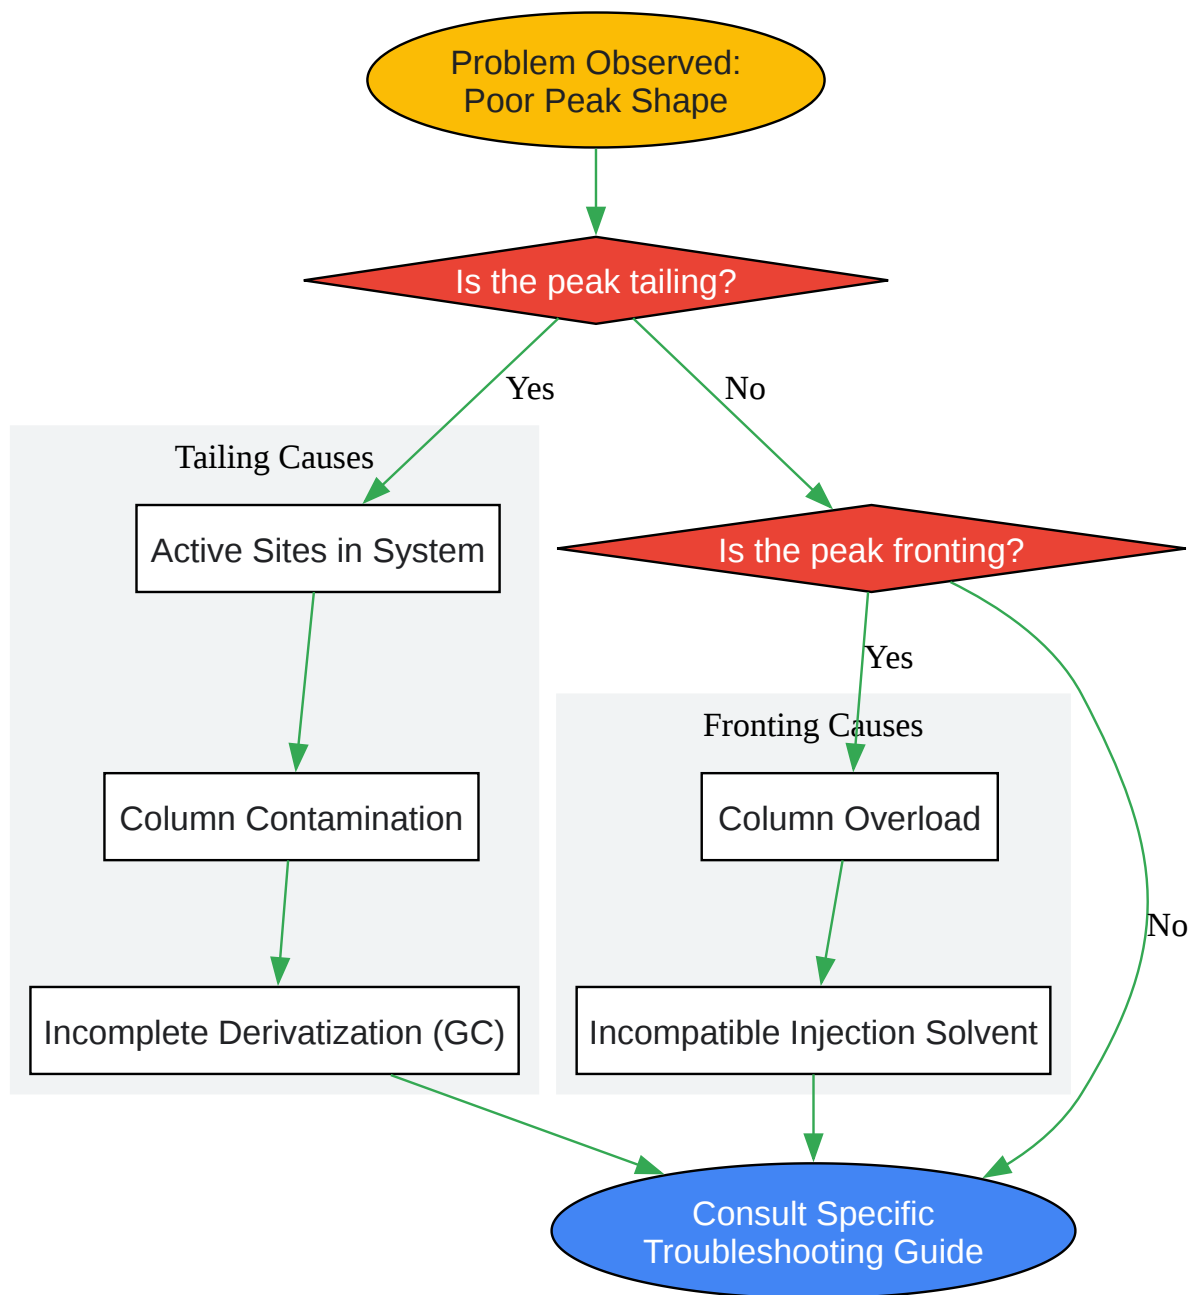 Problem Observed:
Poor Peak Shape
Is the peak tailing?
Yes
No
Tailing Causes
Active Sites in System
Is the peak fronting?
Yes
Fronting Causes
Column Contamination
Column Overload
No
Incomplete Derivatization (GC)
Incompatible Injection Solvent
Consult Specific
Troubleshooting Guide